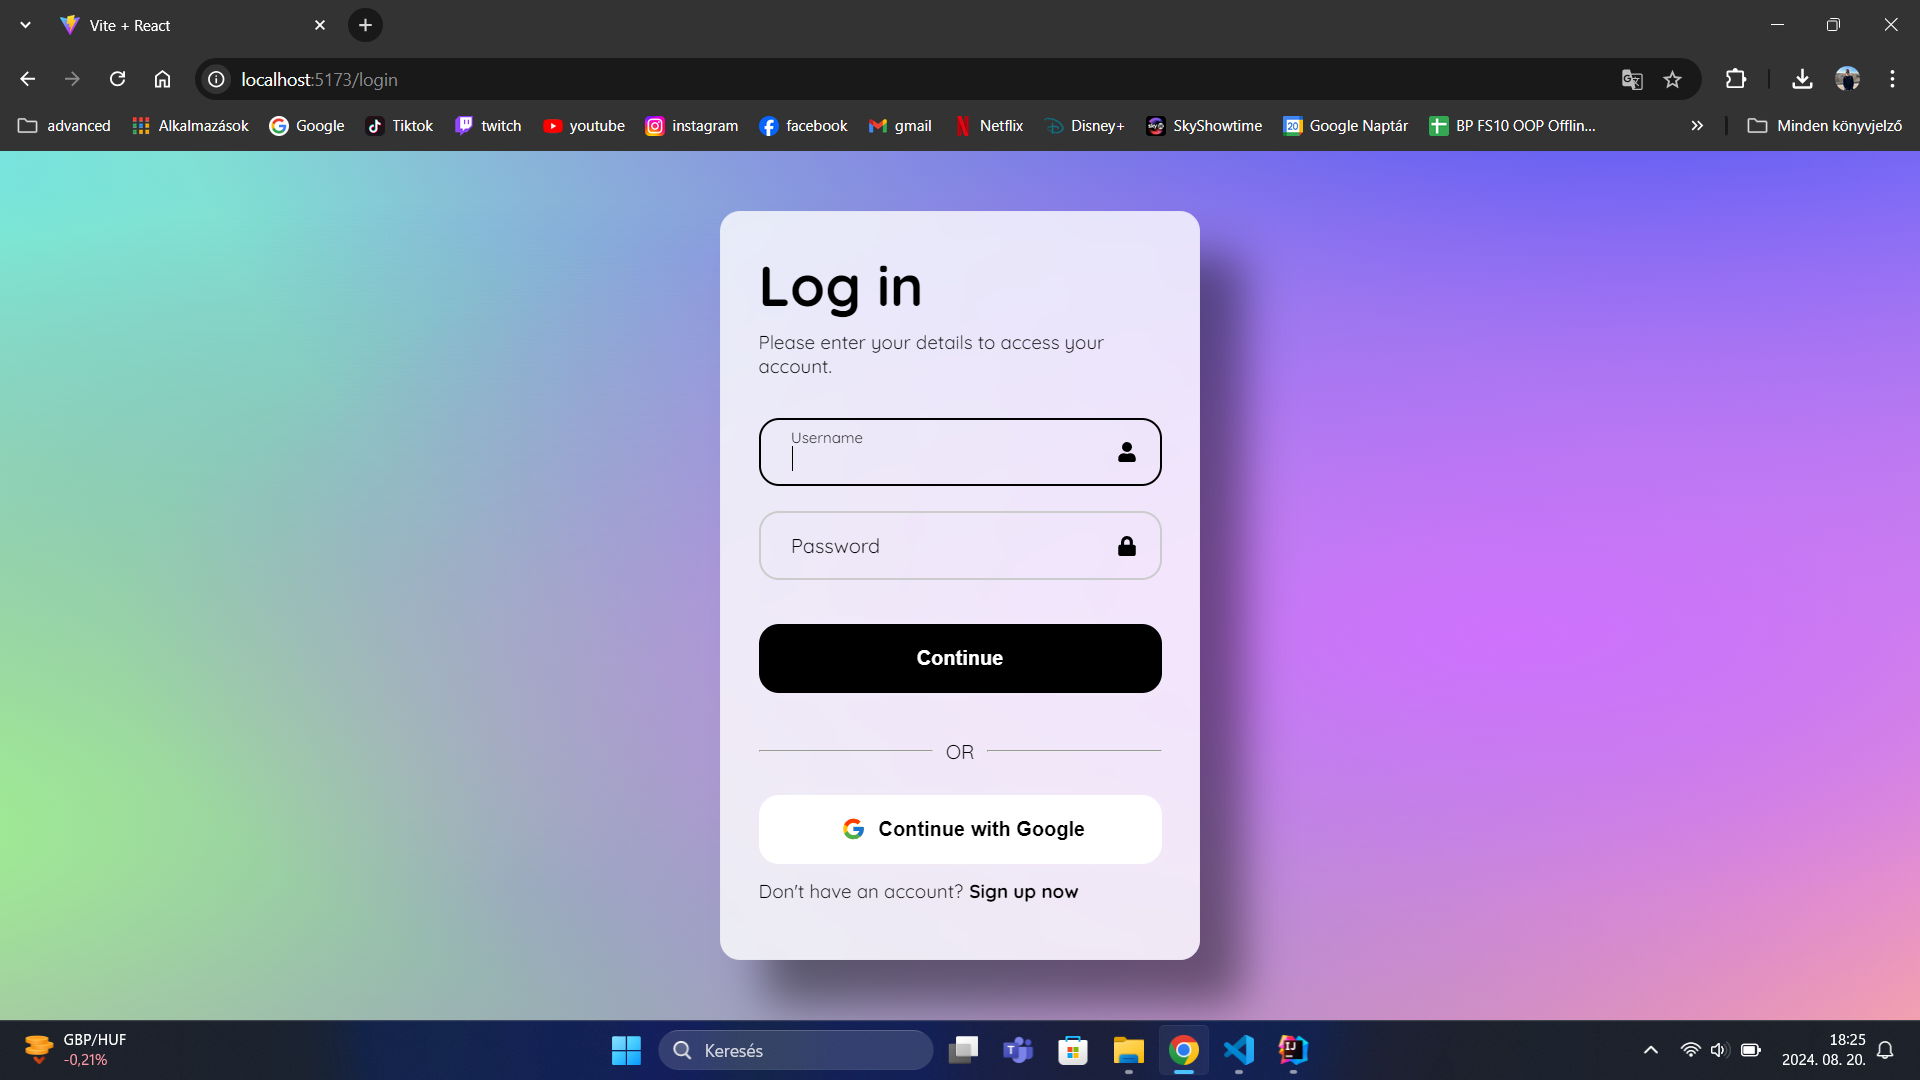 Vite + React
localhost:5173/login
advanced Alkalmazások Google Tiktok twitch youtube instagram facebook gmail Netflix Disney+ SkyShowtime Google Naptár BP FS10 OOP Offlin... Minden könyvjelző
Log in
Please enter your details to access your
account.
Username
Password
Continue
OR
Continue with Google
Don't have an account? Sign up now
GBP/HUF
-0,21%
Keresés
18:25
2024. 08. 20.